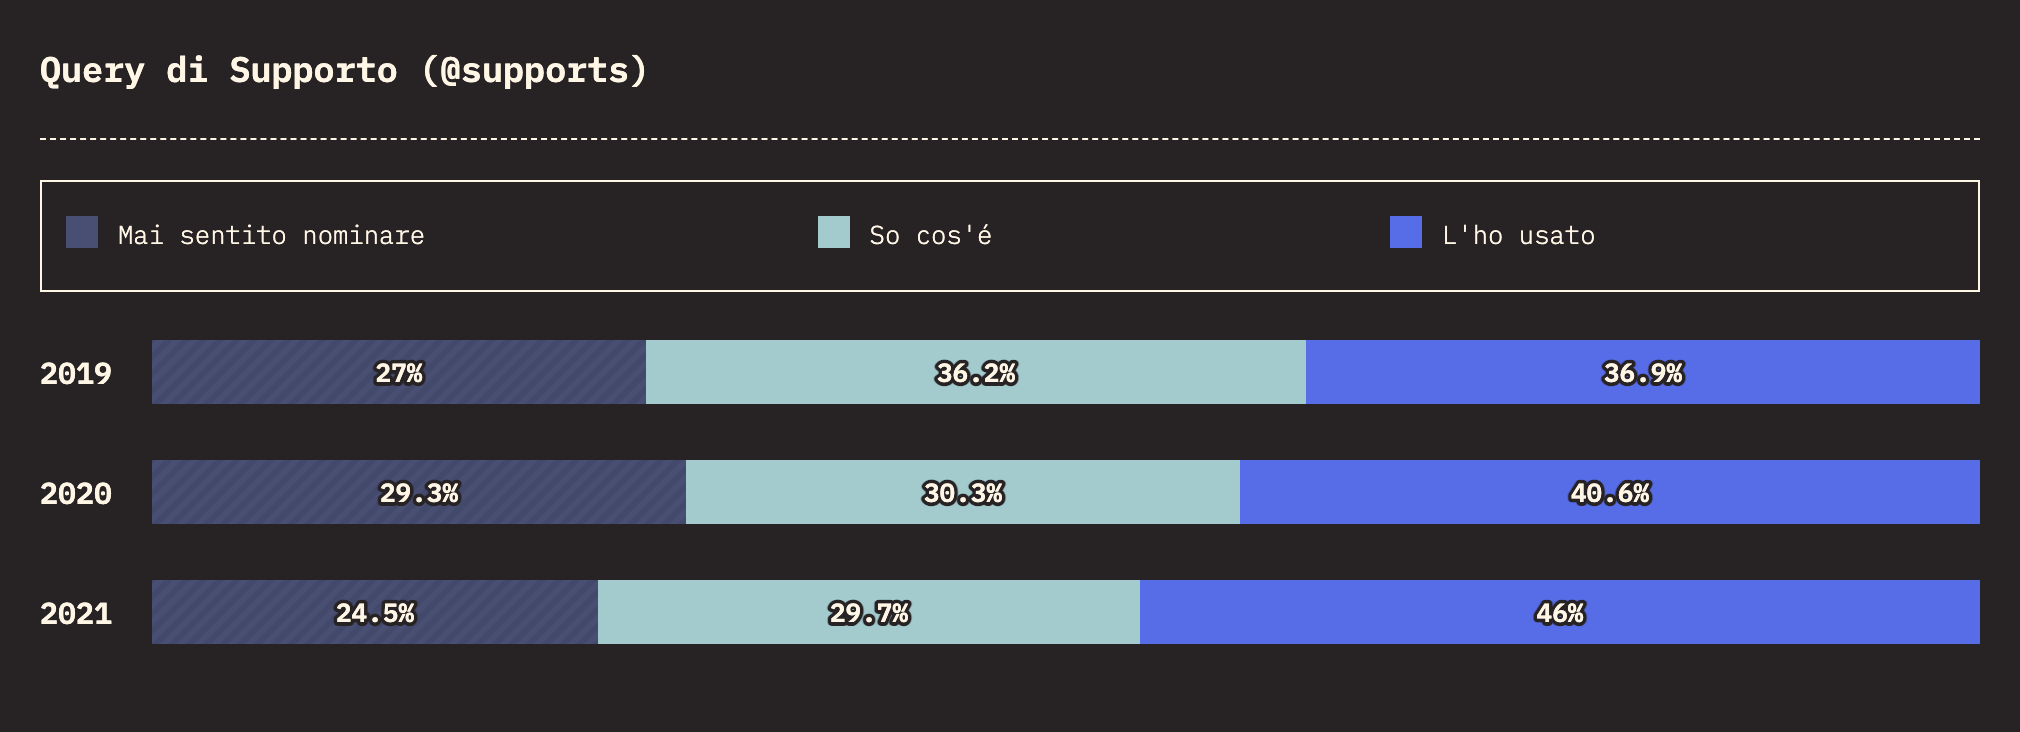 Query di Supporto (@supports)
Mai sentito nominare So cos'é L'ho usato
2019 27% 36.2% 36.9%
2020 29.3% 30.3% 40.6%
2021 24.5% 29.7% 46%